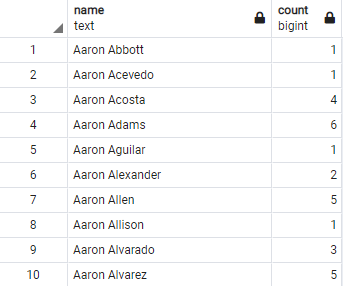 name count
text bigint
1 Aaron Abbott 1
2 Aaron Acevedo 1
3 Aaron Acosta 4
4 Aaron Adams 6
5 Aaron Aguilar 1
6 Aaron Alexander 2
7 Aaron Allen 5
8 Aaron Allison 1
9 Aaron Alvarado 3
10 Aaron Alvarez 5